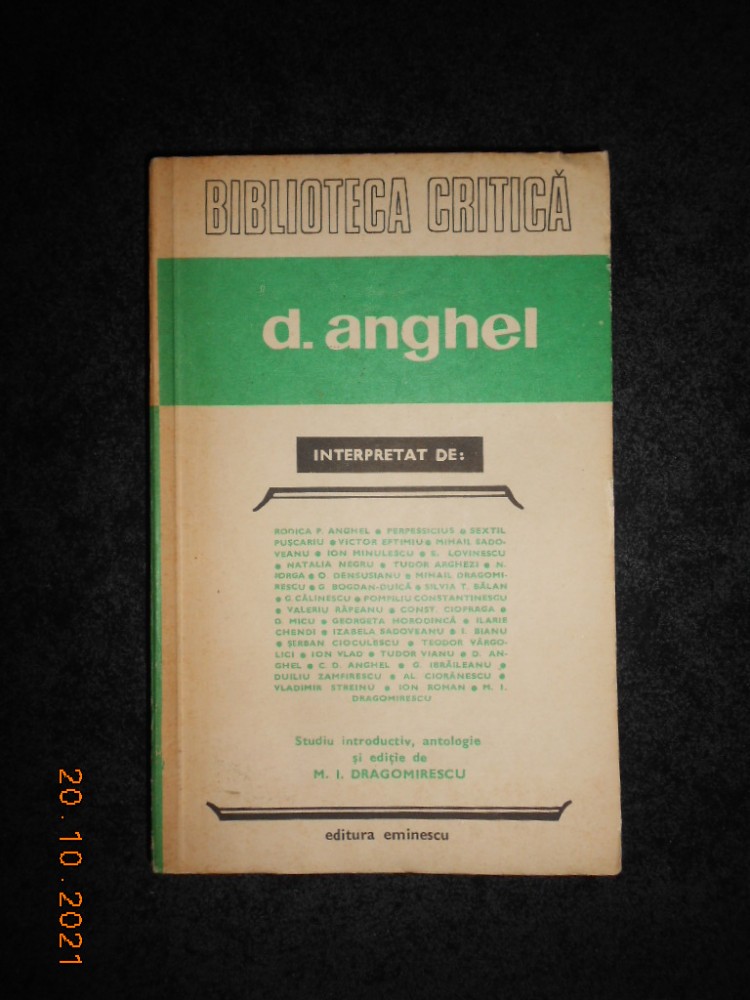 BIBLIOTECA CRITICĂ
d. anghel
INTERPRETAT DE:
RODICA P. ANGHEL • PERPESSICIUS • SEXTIL
PUȘCARIU • VICTOR EFTIMIU • MIHAIL SADO-
VEANU • ION MINULESCU • E. LOVINESCU
• NATALIA NEGRU • TUDOR ARGHEZI • N.
IORGA • O. DENSUSIANU • MIHAIL DRAGOMI-
RESCU • G. BOGDAN-DUICĂ • SILVIA T. BĂLAN
• G. CĂLINESCU • POMPILIU CONSTANTINESCU
• VALERIU RÂPEANU • CONST. CIOPRAGA •
D. MICU • GEORGETA HORODINCĂ • ILARIE
CHENDI • IZABELA SADOVEANU • I. BIANU
• ȘERBAN CIOCULESCU • TEODOR VÂRGO-
LICI • ION VLAD • TUDOR VIANU • D. AN-
GHEL • C. D. ANGHEL • G. IBRĂILEANU •
DUILIU ZAMFIRESCU • AL. CIORĂNESCU •
VLADIMIR STREINU • ION ROMAN • M. I.
DRAGOMIRESCU
Studiu introductiv, antologie
și ediție de
M. I. DRAGOMIRESCU
editura eminescu
20.10.2021